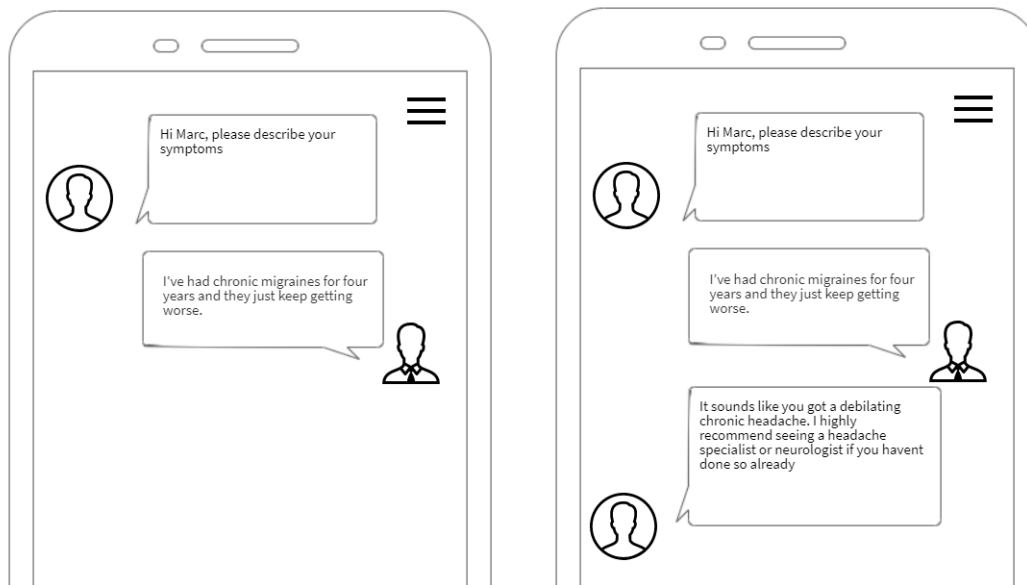 Hi Marc, please describe your
symptoms
I've had chronic migraines for four
years and they just keep getting
worse.
Hi Marc, please describe your
symptoms
I've had chronic migraines for four
years and they just keep getting
worse.
It sounds like you got a debilating
chronic headache. I highly
recommend seeing a headache
specialist or neurologist if you havent
done so already